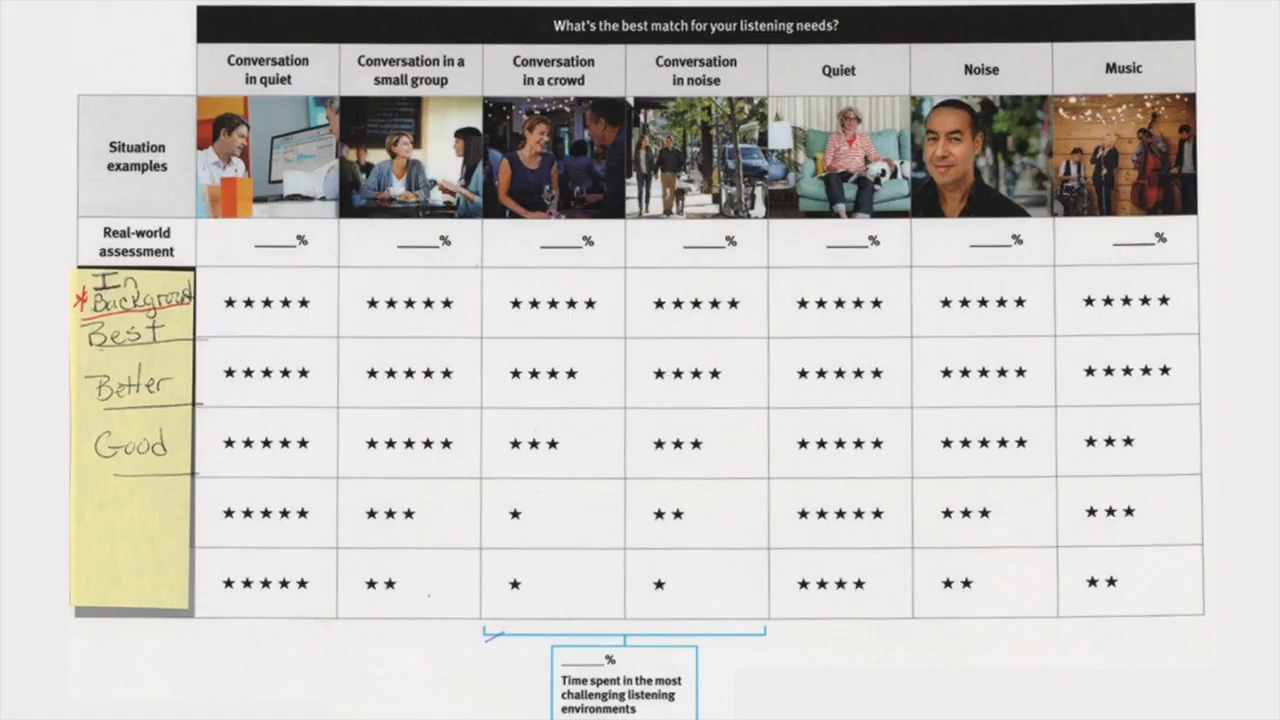 What's the best match for your listening needs?
Conversation in quiet
Conversation in a small group
Conversation in a crowd
Conversation in noise
Quiet
Noise
Music
Situation examples
Real-world assessment
_____%
_____%
_____%
_____%
_____%
_____%
_____%
In
* Background
Best
★★★★★ ★★★★★ ★★★★★ ★★★★★ ★★★★★ ★★★★★ ★★★★★
Better
★★★★★ ★★★★★ ★★★★ ★★★★ ★★★★★ ★★★★★ ★★★★★
Good
★★★★★ ★★★★★ ★★★ ★★★ ★★★★★ ★★★★★ ★★★
★★★★★ ★★★ ★ ★★ ★★★★★ ★★★ ★★★
★★★★★ ★★ ★ ★ ★★★★ ★★ ★★
_____%
Time spent in the most
challenging listening
environments